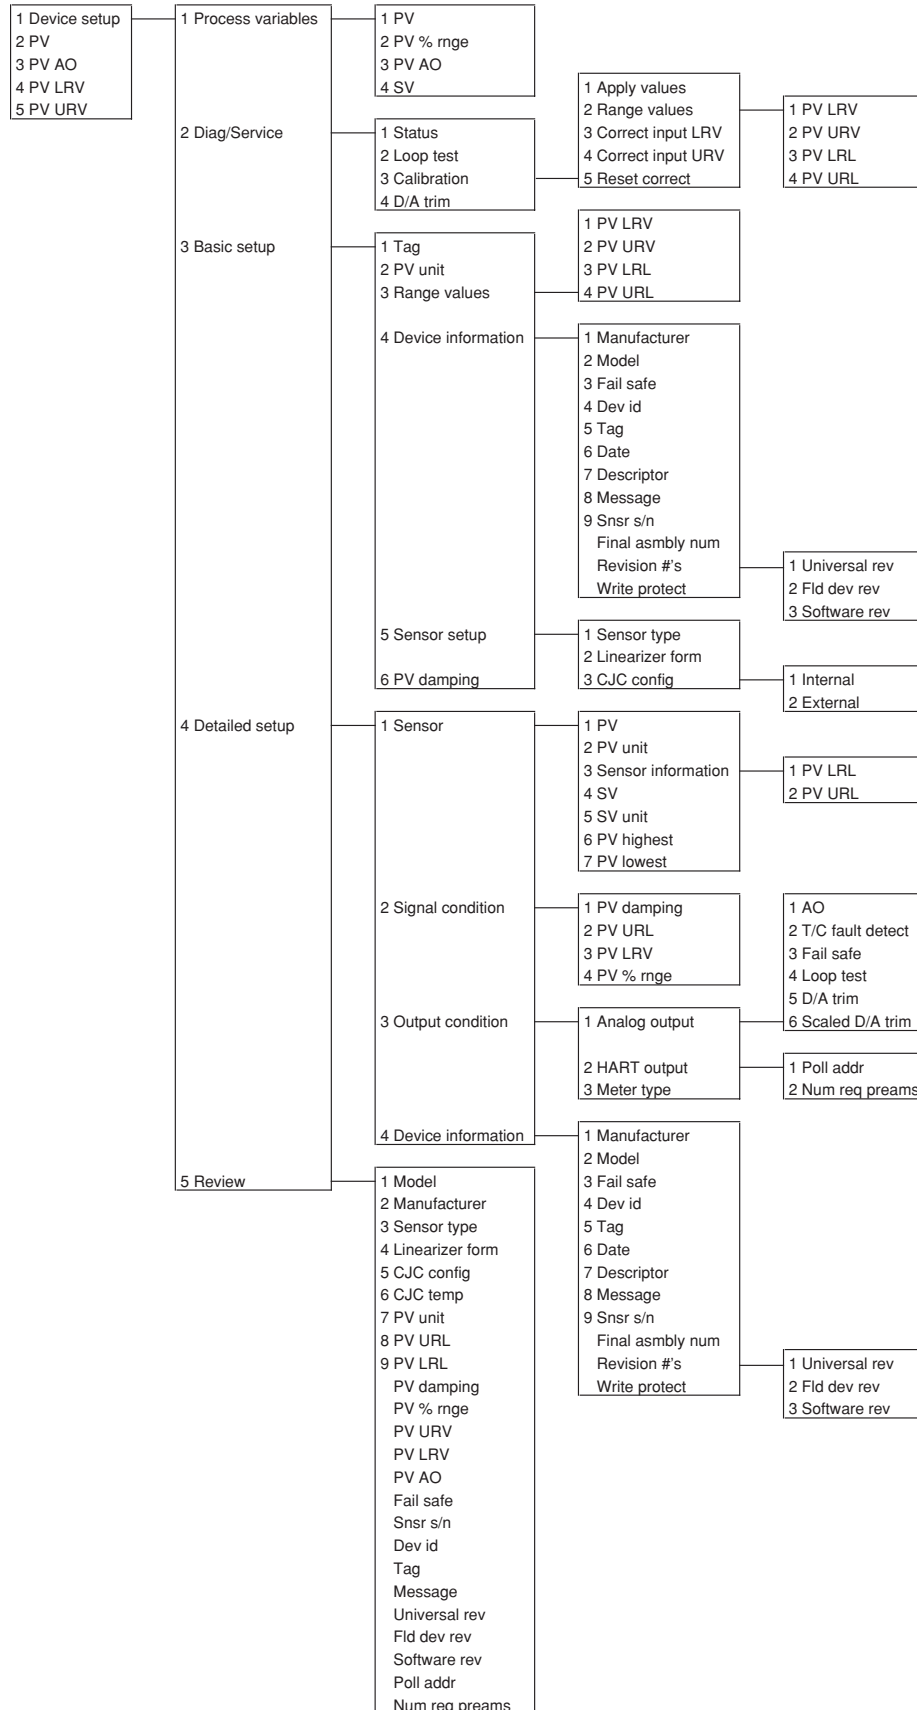 1 Device setup
2 PV
3 PV AO
4 PV LRV
5 PV URV
1 Process variables
2 Diag/Service
3 Basic setup
4 Detailed setup
5 Review
1 PV
2 PV % rnge
3 PV AO
4 SV
1 Status
2 Loop test
3 Calibration
4 D/A trim
1 Apply values
2 Range values
3 Correct input LRV
4 Correct input URV
5 Reset correct
1 PV LRV
2 PV URV
3 PV LRL
4 PV URL
1 Tag
2 PV unit
3 Range values
4 Device information
5 Sensor setup
6 PV damping
1 PV LRV
2 PV URV
3 PV LRL
4 PV URL
1 Manufacturer
2 Model
3 Fail safe
4 Dev id
5 Tag
6 Date
7 Descriptor
8 Message
9 Snsr s/n
Final asmbly num
Revision #'s
Write protect
1 Universal rev
2 Fld dev rev
3 Software rev
1 Sensor type
2 Linearizer form
3 CJC config
1 Internal
2 External
1 Sensor
2 Signal condition
3 Output condition
4 Device information
1 PV
2 PV unit
3 Sensor information
4 SV
5 SV unit
6 PV highest
7 PV lowest
1 PV LRL
2 PV URL
1 PV damping
2 PV URL
3 PV LRV
4 PV % rnge
1 Analog output
2 HART output
3 Meter type
1 AO
2 T/C fault detect
3 Fail safe
4 Loop test
5 D/A trim
6 Scaled D/A trim
1 Poll addr
2 Num req preams
1 Manufacturer
2 Model
3 Fail safe
4 Dev id
5 Tag
6 Date
7 Descriptor
8 Message
9 Snsr s/n
Final asmbly num
Revision #'s
Write protect
1 Universal rev
2 Fld dev rev
3 Software rev
1 Model
2 Manufacturer
3 Sensor type
4 Linearizer form
5 CJC config
6 CJC temp
7 PV unit
8 PV URL
9 PV LRL
PV damping
PV % rnge
PV URV
PV LRV
PV AO
Fail safe
Snsr s/n
Dev id
Tag
Message
Universal rev
Fld dev rev
Software rev
Poll addr
Num req preams